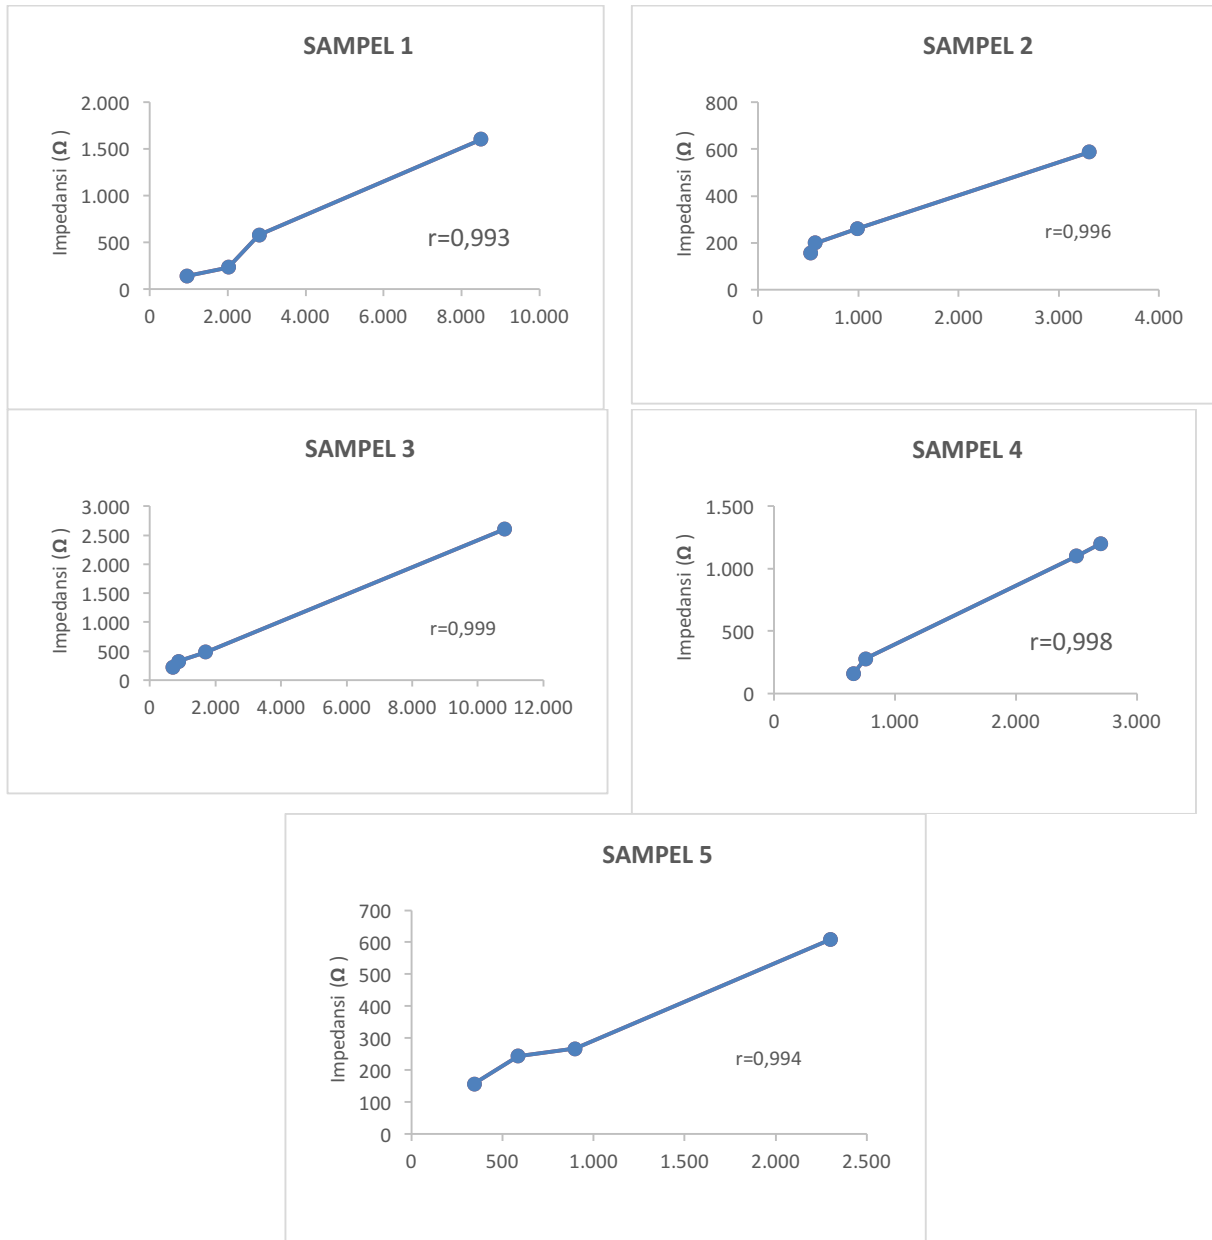 SAMPEL 1
Impedansi (Ω )
2.000
1.500
1.000
500
0
r=0,993
0 2.000 4.000 6.000 8.000 10.000
SAMPEL 2
Impedansi (Ω )
800
600
400
200
0
r=0,996
0 1.000 2.000 3.000 4.000
SAMPEL 3
Impedansi (Ω )
3.000
2.500
2.000
1.500
1.000
500
0
r=0,999
0 2.000 4.000 6.000 8.000 10.000 12.000
SAMPEL 4
Impedansi (Ω )
1.500
1.000
500
0
r=0,998
0 1.000 2.000 3.000
SAMPEL 5
Impedansi (Ω )
700
600
500
400
300
200
100
0
r=0,994
0 500 1.000 1.500 2.000 2.500